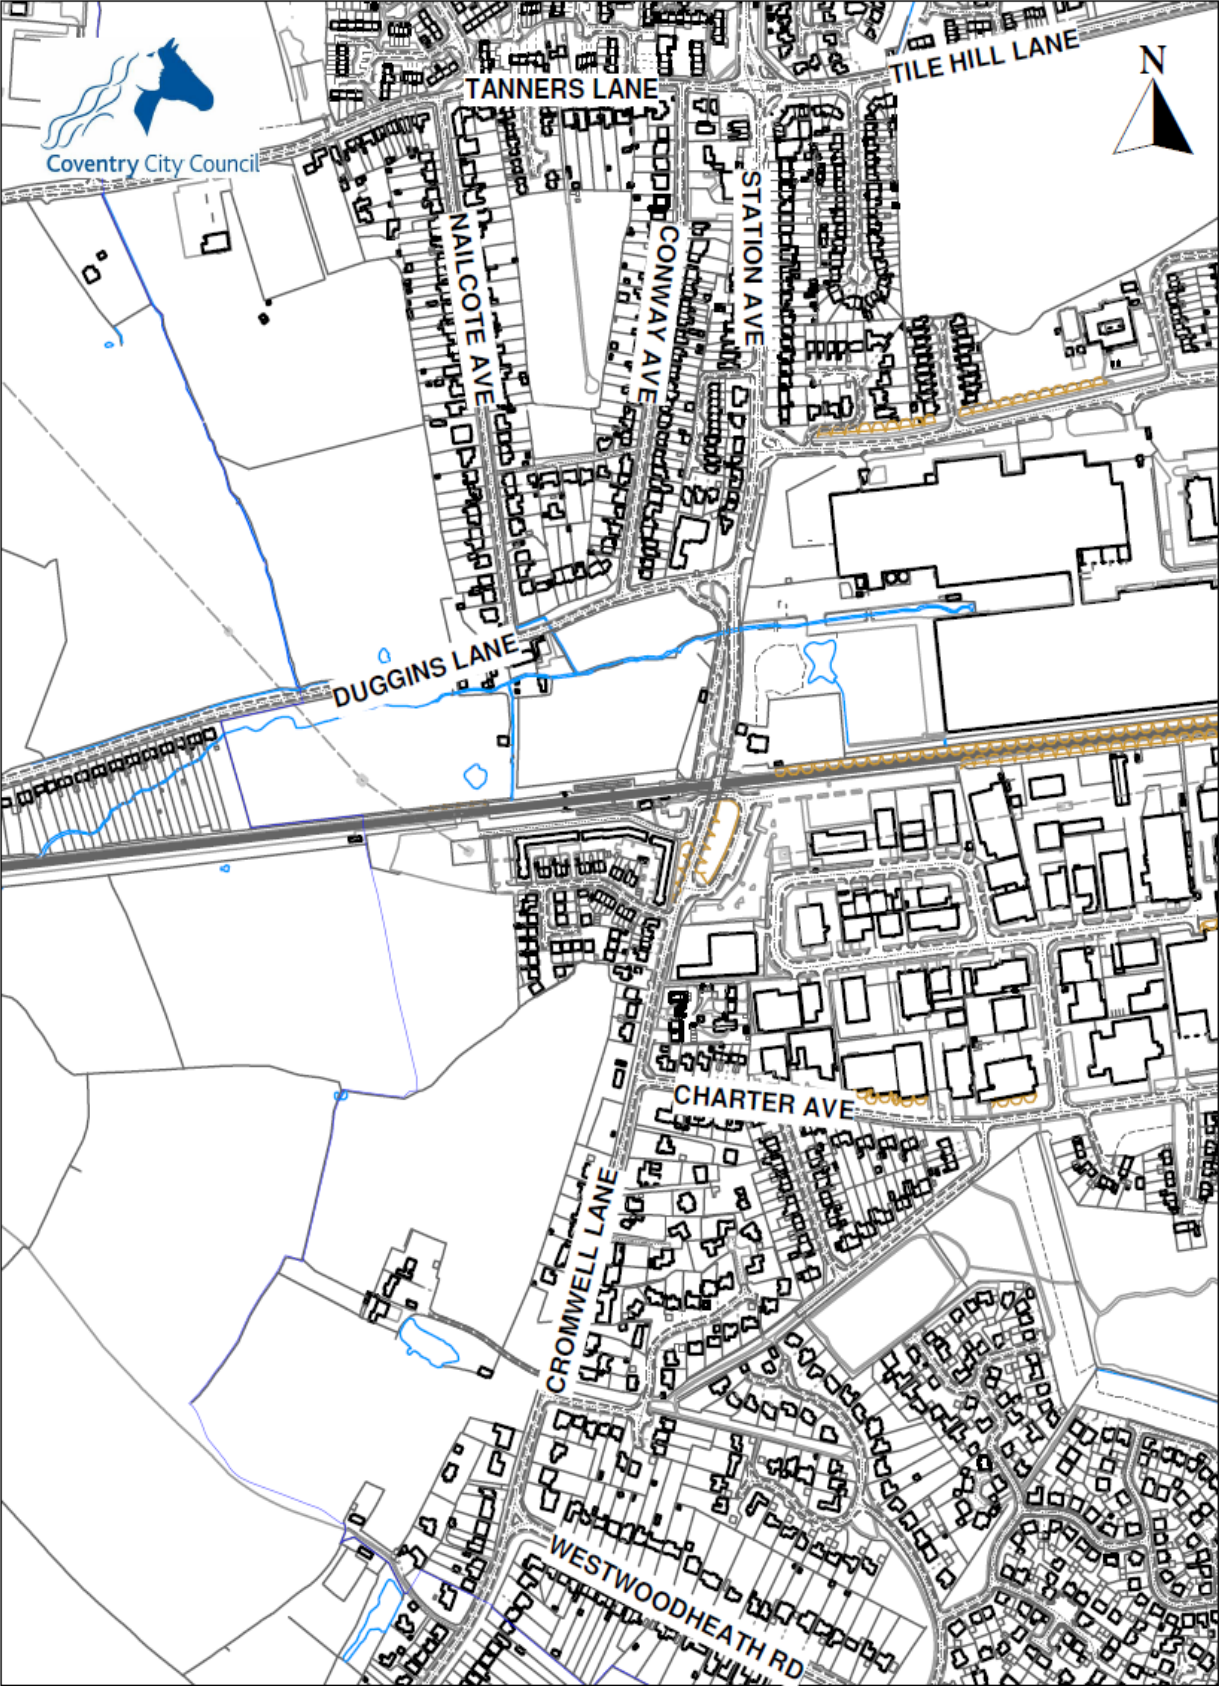 TILE HILL LANE
N
TANNERS LANE
Coventry City Council
STATION AVE
NAILCOTE AVE
CONWAY AVE
DUGGINS LANE
CHARTER AVE
CROMWELL LANE
WESTWOODHEATH RD